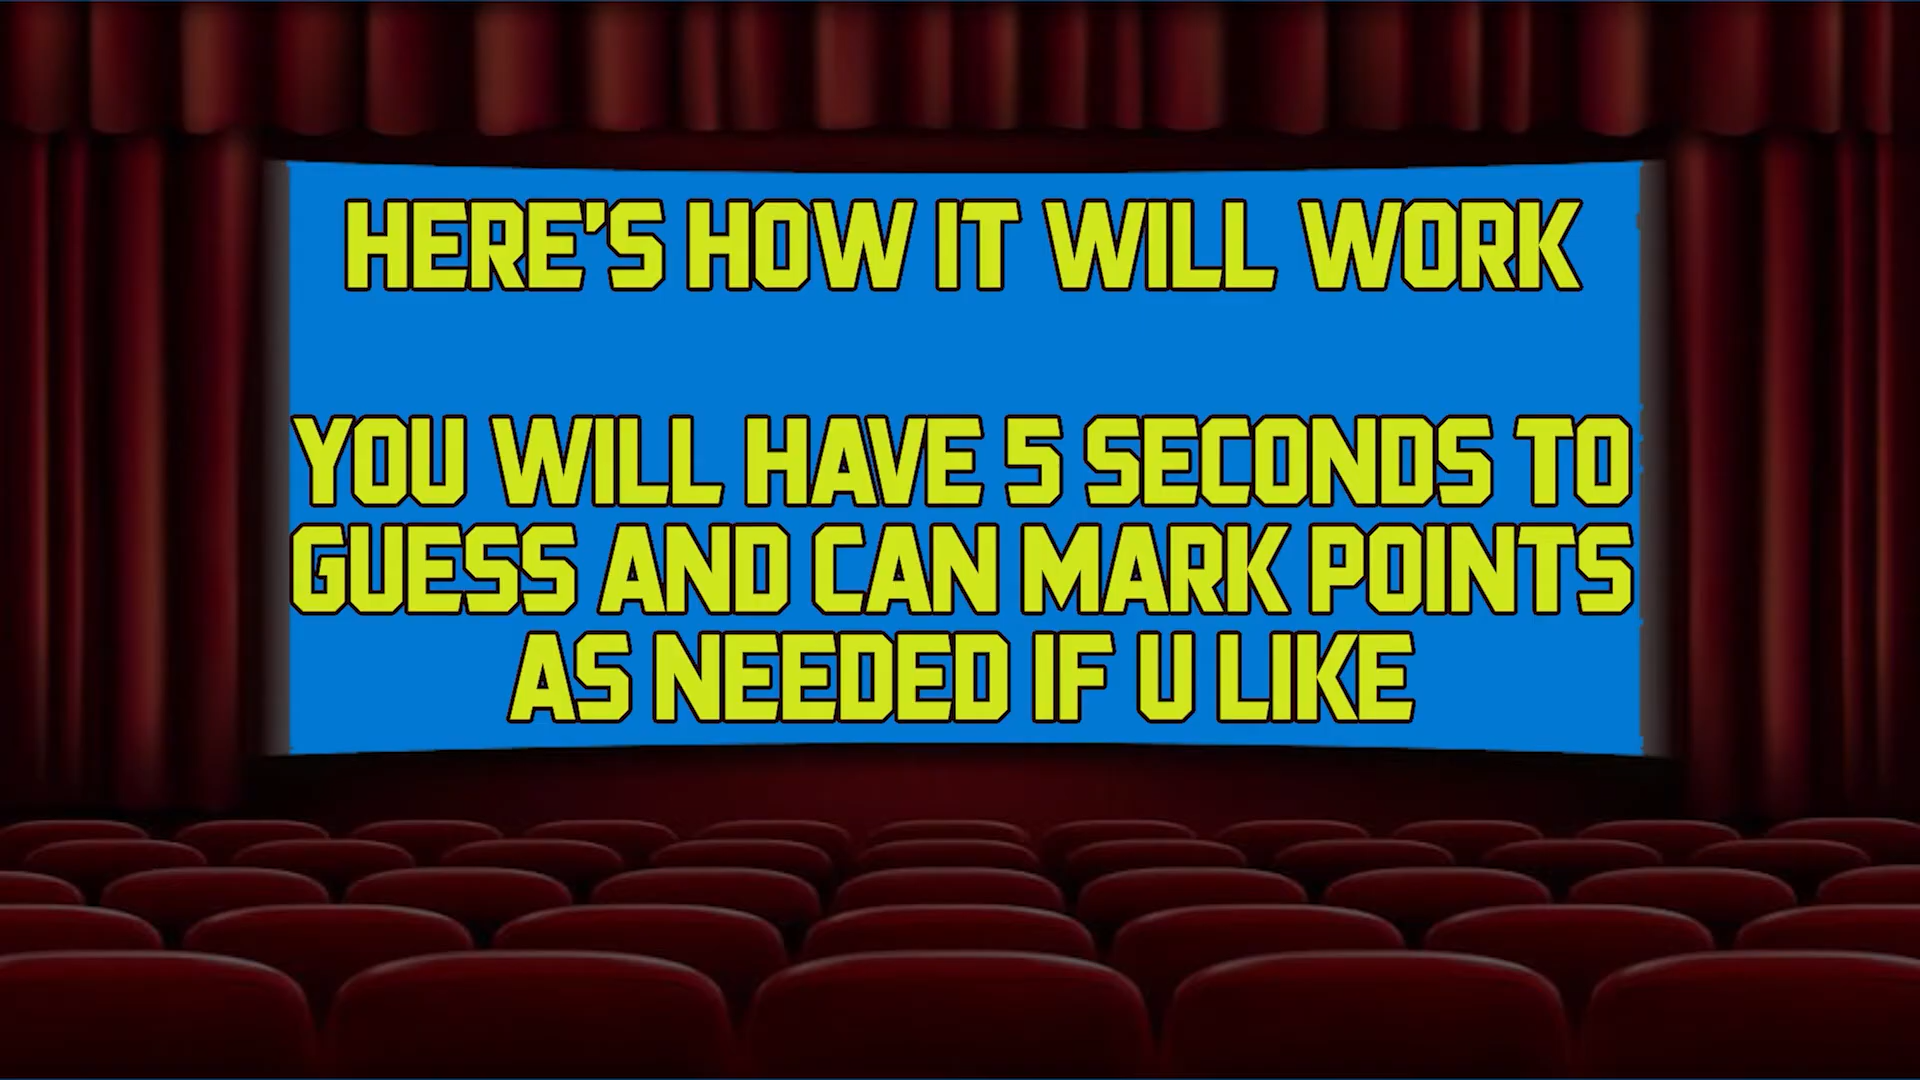 HERE'S HOW IT WILL WORK
YOU WILL HAVE 5 SECONDS TO
GUESS AND CAN MARK POINTS
AS NEEDED IF U LIKE